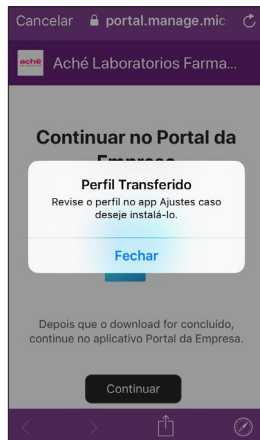 Cancelar portal.manage.mic
aché Aché Laboratorios Farma...
Continuar no Portal da
Empresa
Perfil Transferido
Revise o perfil no app Ajustes caso
deseje instalá-lo.
Fechar
Depois que o download for concluído,
continue no aplicativo Portal da Empresa.
Continuar